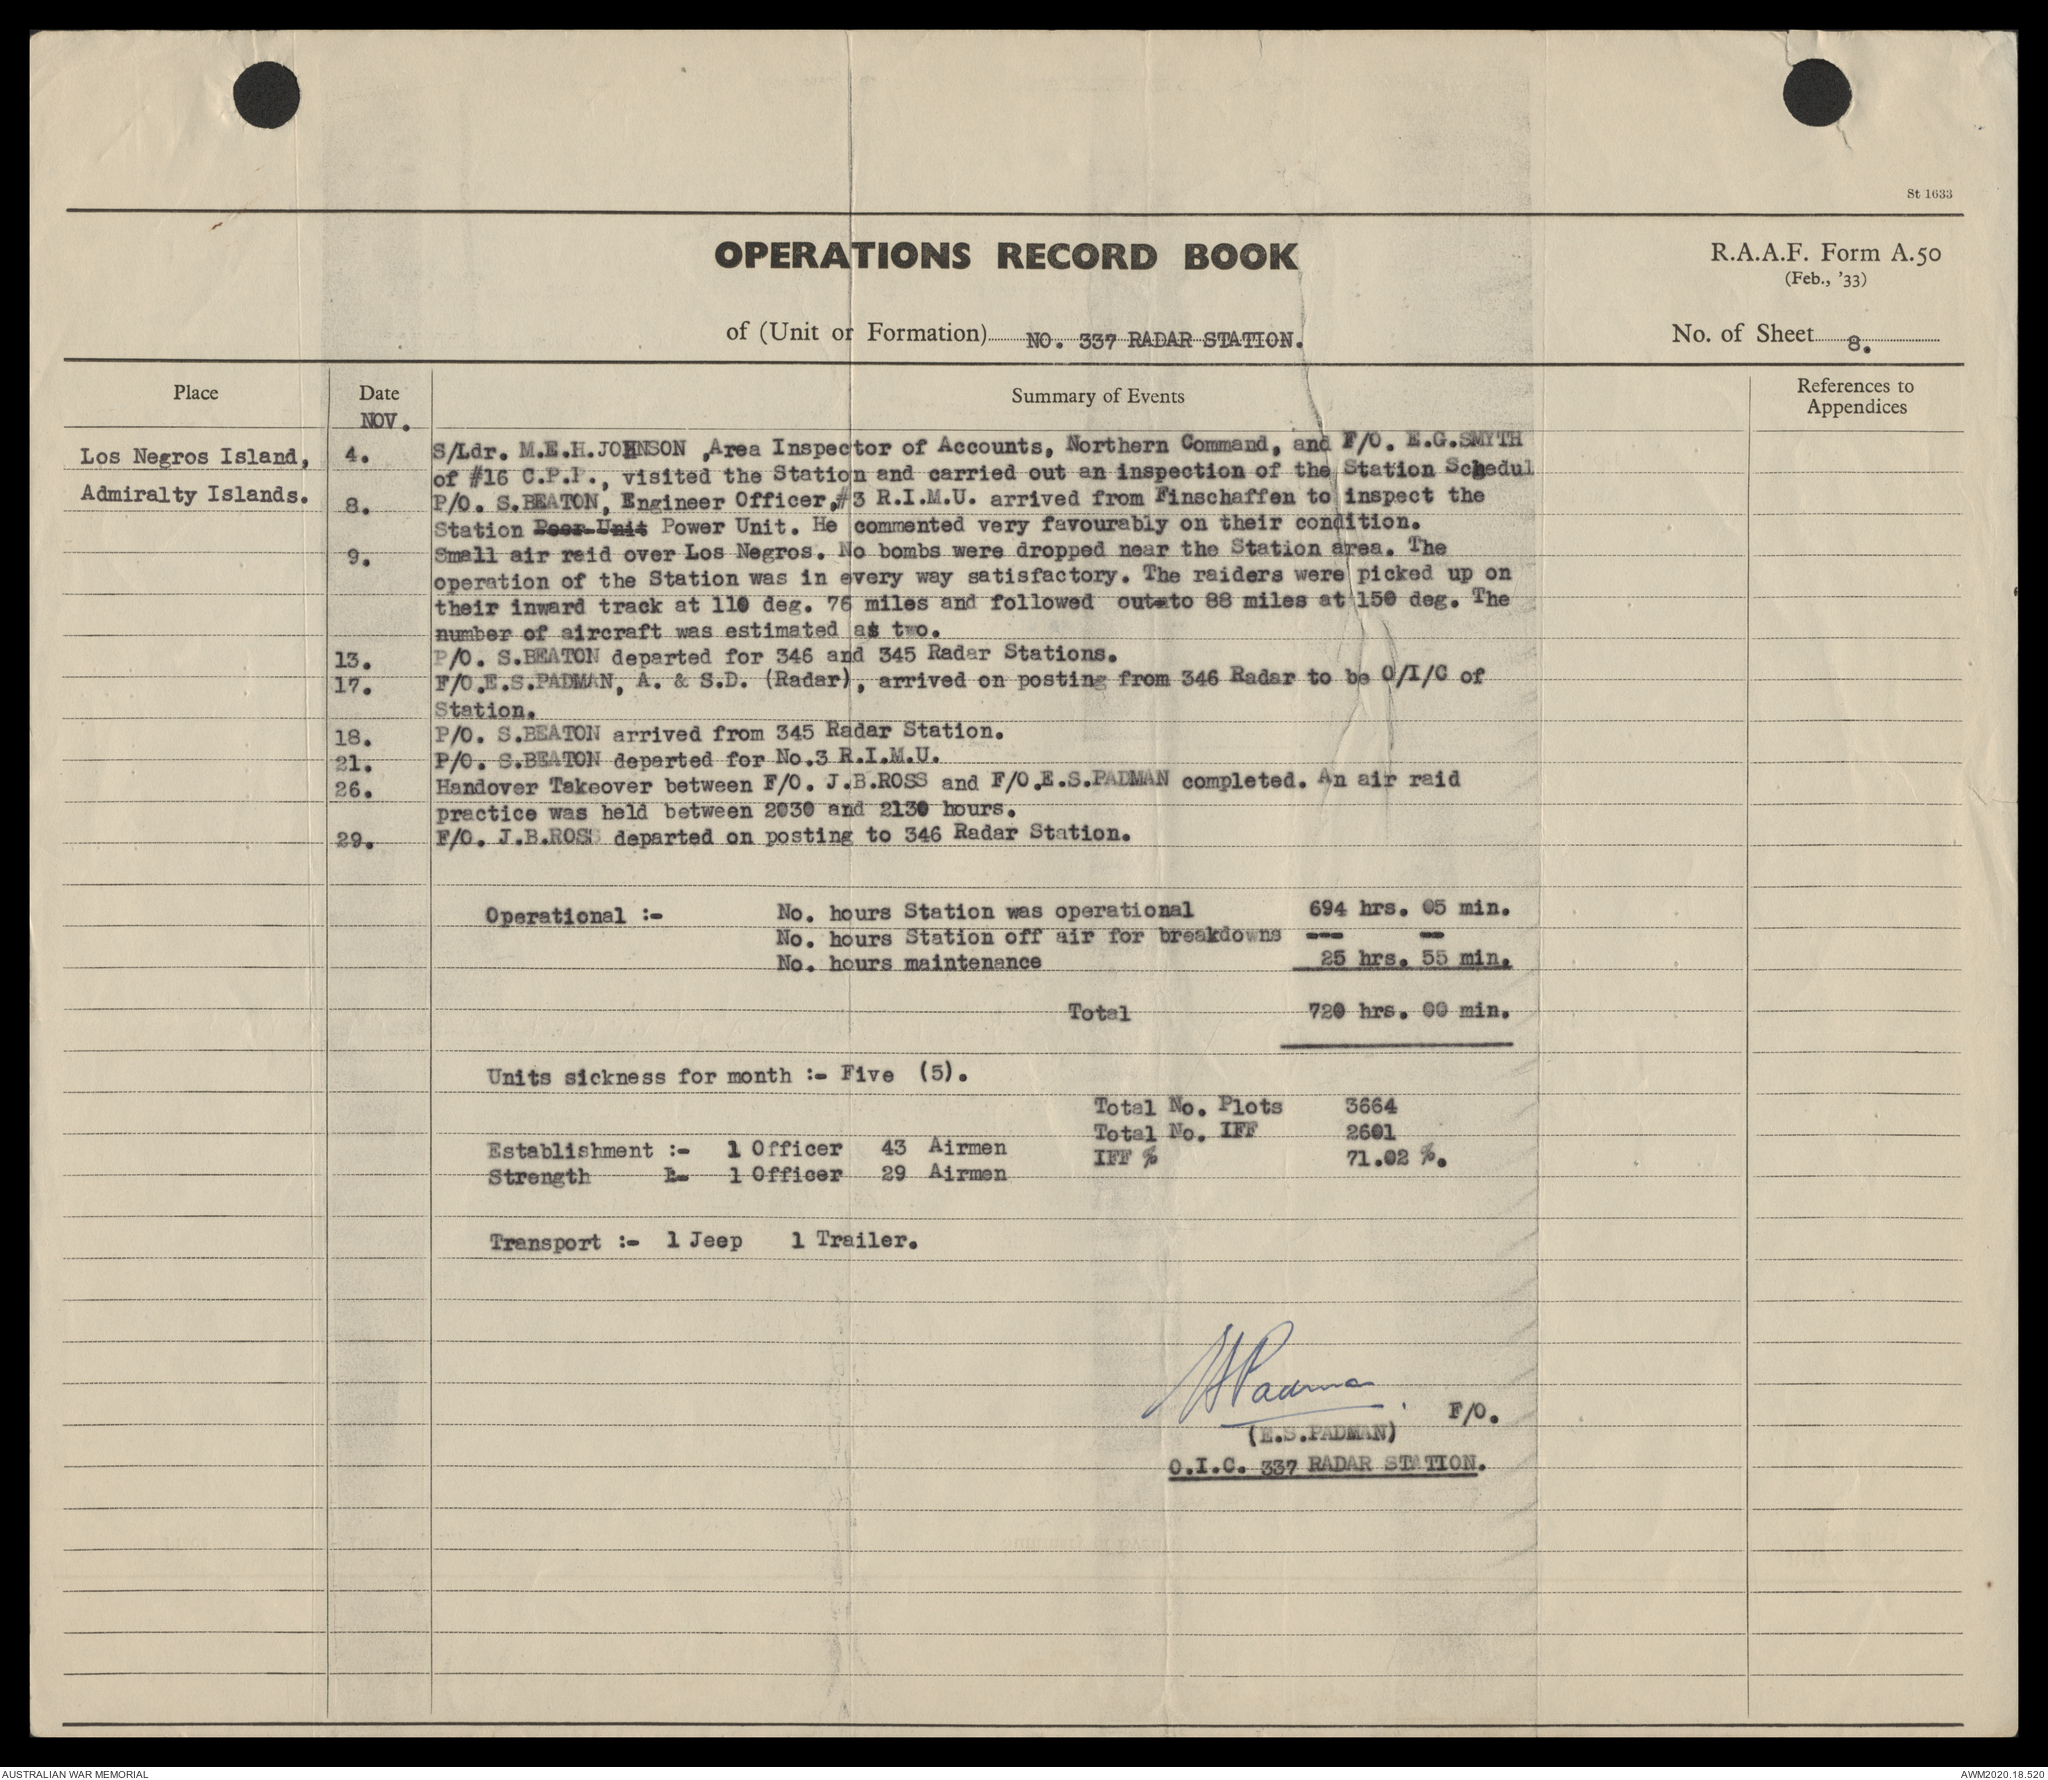 St 1633
OPERATIONS RECORD BOOK
R.A.A.F. Form A.50
(Feb., '33)
of (Unit or Formation) NO. 337 RADAR STATION.
No. of Sheet 8.
Place
Date
Summary of Events
References to
Appendices
NOV.
Los Negros Island,
Admiralty Islands.
4. S/Ldr. M.E.H.JOHNSON ,Area Inspector of Accounts, Northern Command, and F/O. E.G.SMYTH
of #16 C.P.P., visited the Station and carried out an inspection of the Station Schedul
8. P/O. S.BEATON, Engineer Officer,#3 R.I.M.U. arrived from Finschaffen to inspect the
Station Poer Unit Power Unit. He commented very favourably on their condition.
9. Small air raid over Los Negros. No bombs were dropped near the Station area. The
operation of the Station was in every way satisfactory. The raiders were picked up on
their inward track at 110 deg. 76 miles and followed out to 88 miles at 150 deg. The
number of aircraft was estimated as two.
13. P/O. S.BEATON departed for 346 and 345 Radar Stations.
17. F/O.E.S.PADMAN, A. & S.D. (Radar), arrived on posting from 346 Radar to be O/I/C of
Station.
18. P/O. S.BEATON arrived from 345 Radar Station.
21. P/O. S.BEATON departed for No.3 R.I.M.U.
26. Handover Takeover between F/O. J.B.ROSS and F/O.E.S.PADMAN completed. An air raid
practice was held between 2030 and 2130 hours.
29. F/O. J.B.ROSS departed on posting to 346 Radar Station.
Operational :- No. hours Station was operational 694 hrs. 05 min.
No. hours Station off air for breakdowns --- --
No. hours maintenance 25 hrs. 55 min.
Total 720 hrs. 00 min.
Units sickness for month :- Five (5).
Total No. Plots 3664
Total No. IFF 2601
Establishment :- 1 Officer 43 Airmen
IFF % 71.02 %.
Strength :- 1 Officer 29 Airmen
Transport :- 1 Jeep 1 Trailer.
ESPadman
F/O.
(E.S.PADMAN)
O.I.C. 337 RADAR STATION.
AUSTRALIAN WAR MEMORIAL
AWM2020.18.520